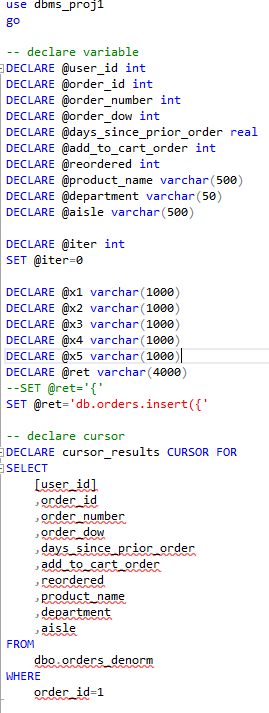 use dbms_proj1
go
-- declare variable
DECLARE @user_id int
DECLARE @order_id int
DECLARE @order_number int
DECLARE @order_dow int
DECLARE @days_since_prior_order real
DECLARE @add_to_cart_order int
DECLARE @reordered int
DECLARE @product_name varchar(500)
DECLARE @department varchar(50)
DECLARE @aisle varchar(500)
DECLARE @iter int
SET @iter=0
DECLARE @x1 varchar(1000)
DECLARE @x2 varchar(1000)
DECLARE @x3 varchar(1000)
DECLARE @x4 varchar(1000)
DECLARE @x5 varchar(1000)
DECLARE @ret varchar(4000)
--SET @ret='{'
SET @ret='db.orders.insert({'
-- declare cursor
DECLARE cursor_results CURSOR FOR
SELECT
[user_id]
,order_id
,order_number
,order_dow
,days_since_prior_order
,add_to_cart_order
,reordered
,product_name
,department
,aisle
FROM
dbo.orders_denorm
WHERE
order_id=1